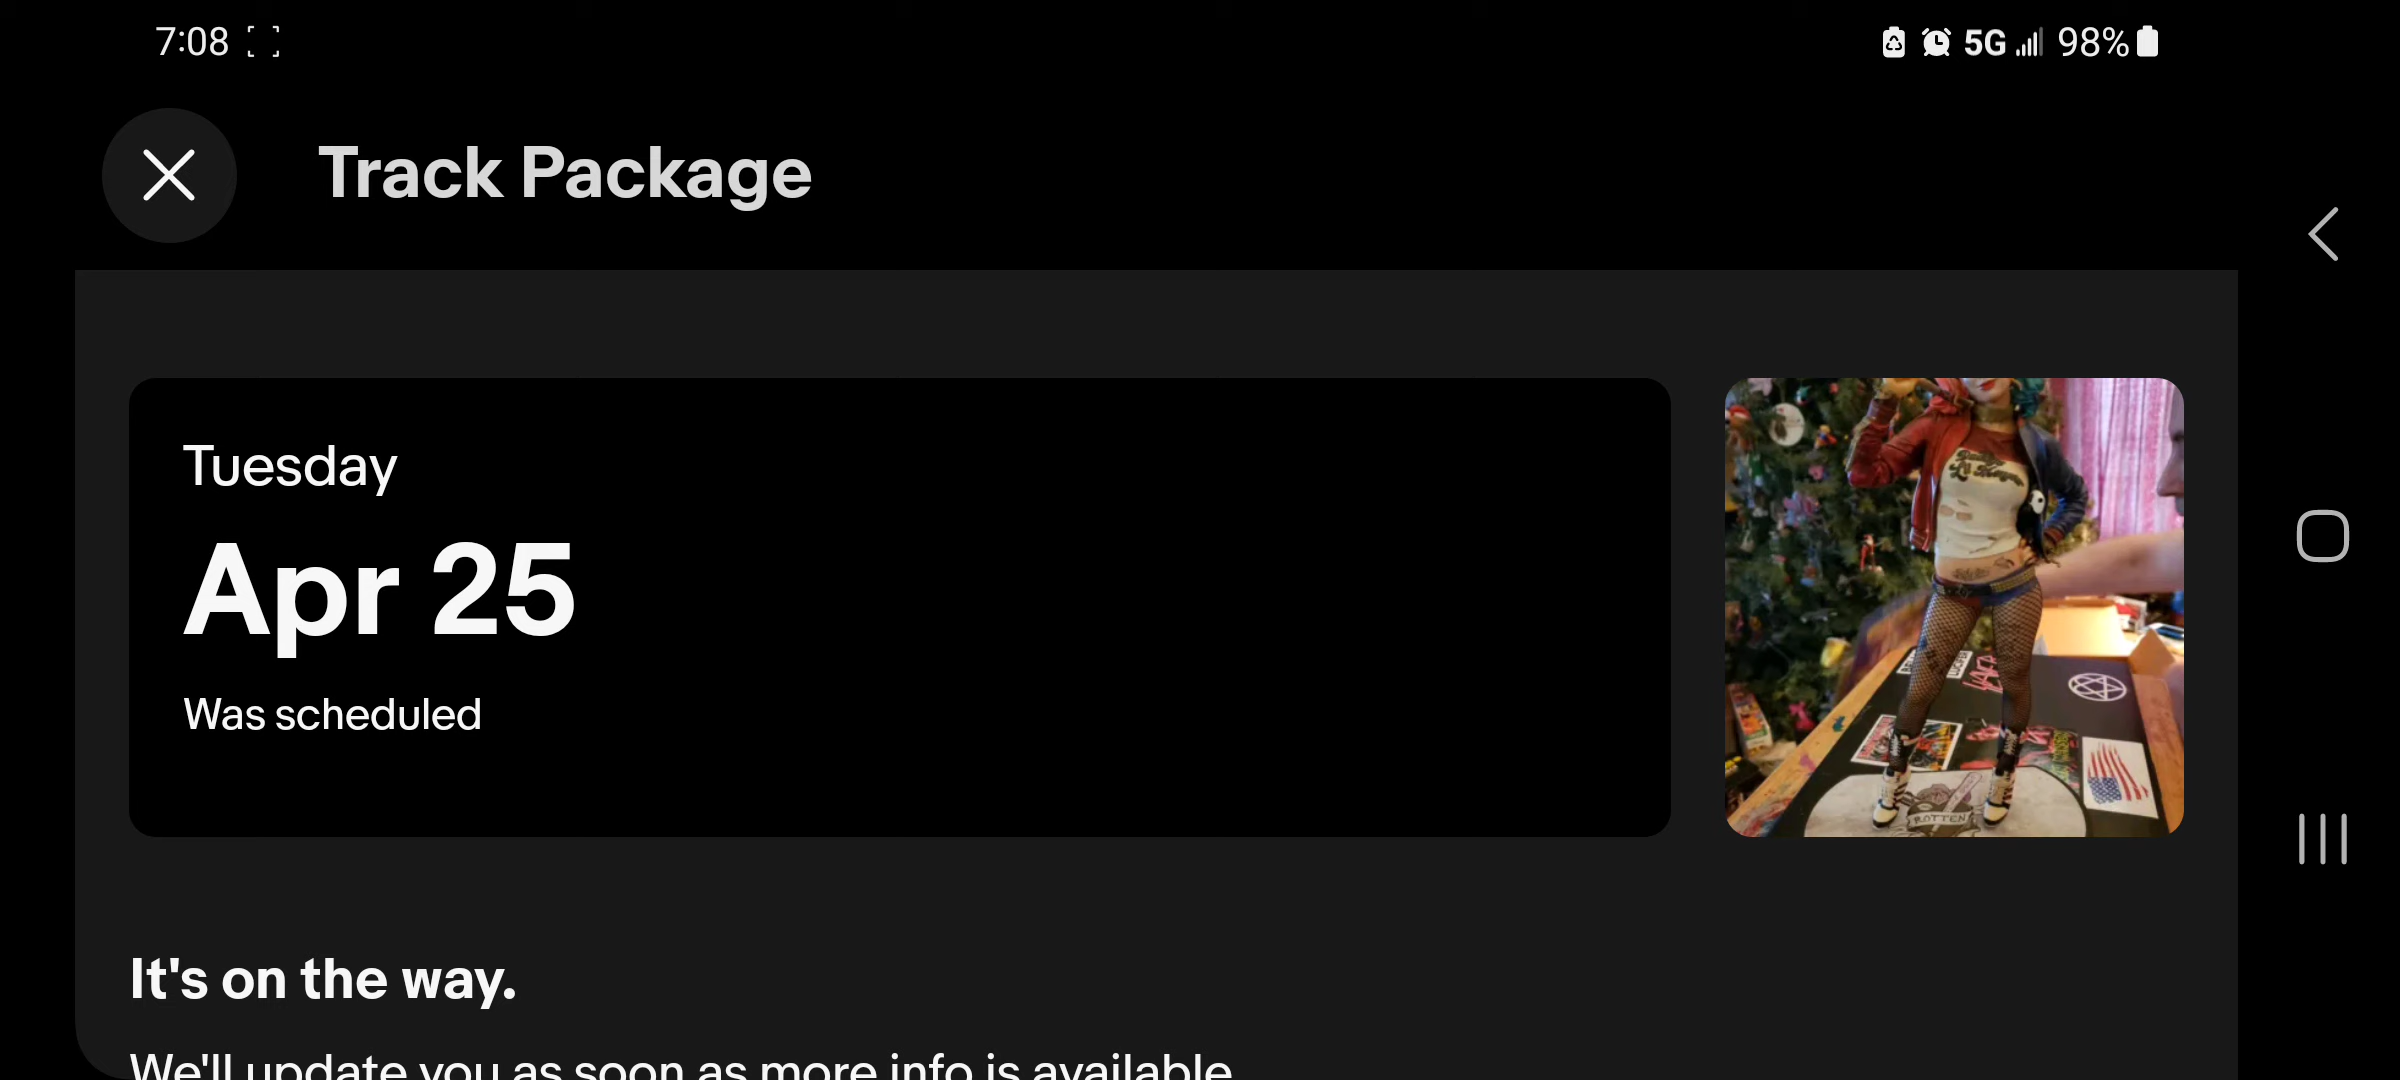 7:08
5G 98%
Track Package
Tuesday
Apr 25
Was scheduled
ROTTEN
It's on the way.
We'll update you as soon as more info is available